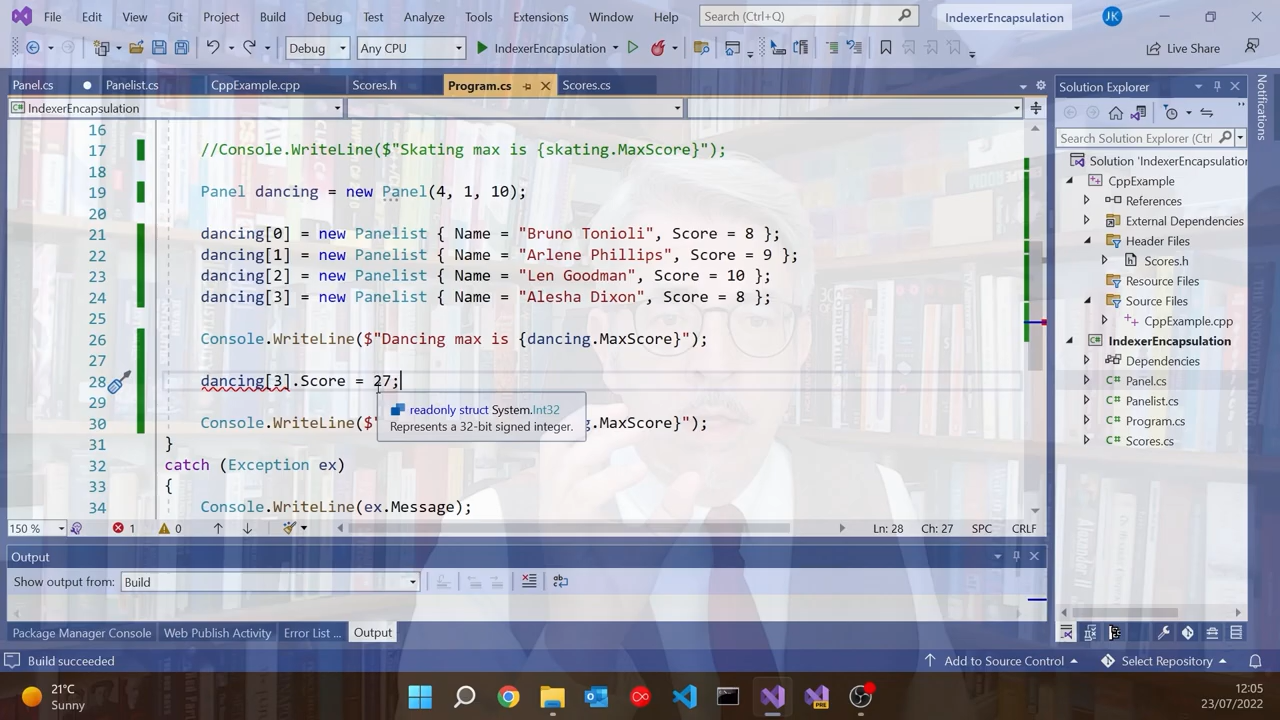 File Edit View Git Project Build Debug Test Analyze Tools Extensions Window Help Search (Ctrl+Q) IndexerEncapsulation JK
Debug Any CPU IndexerEncapsulation Live Share
Panel.cs Panelist.cs CppExample.cpp Scores.h Program.cs Scores.cs
IndexerEncapsulation
16
17 //Console.WriteLine($"Skating max is {skating.MaxScore}");
18
19 Panel dancing = new Panel(4, 1, 10);
20
21 dancing[0] = new Panelist { Name = "Bruno Tonioli", Score = 8 };
22 dancing[1] = new Panelist { Name = "Arlene Phillips", Score = 9 };
23 dancing[2] = new Panelist { Name = "Len Goodman", Score = 10 };
24 dancing[3] = new Panelist { Name = "Alesha Dixon", Score = 8 };
25
26 Console.WriteLine($"Dancing max is {dancing.MaxScore}");
27
28 dancing[3].Score = 27;
29
readonly struct System.Int32
Represents a 32-bit signed integer.
30 Console.WriteLine($" g.MaxScore}");
31 }
32 catch (Exception ex)
33 {
34 Console.WriteLine(ex.Message);
150 % 1 0 Ln: 28 Ch: 27 SPC CRLF
Output
Show output from: Build
Package Manager Console Web Publish Activity Error List ... Output
Solution Explorer
Search Solution Explorer (Ctrl
Solution 'IndexerEncapsulation
CppExample
References
External Dependencies
Header Files
Scores.h
Resource Files
Source Files
CppExample.cpp
IndexerEncapsulation
Dependencies
Panel.cs
Panelist.cs
Program.cs
Scores.cs
Notifications
Build succeeded Add to Source Control Select Repository
21°C
Sunny
PRE
12:05
23/07/2022